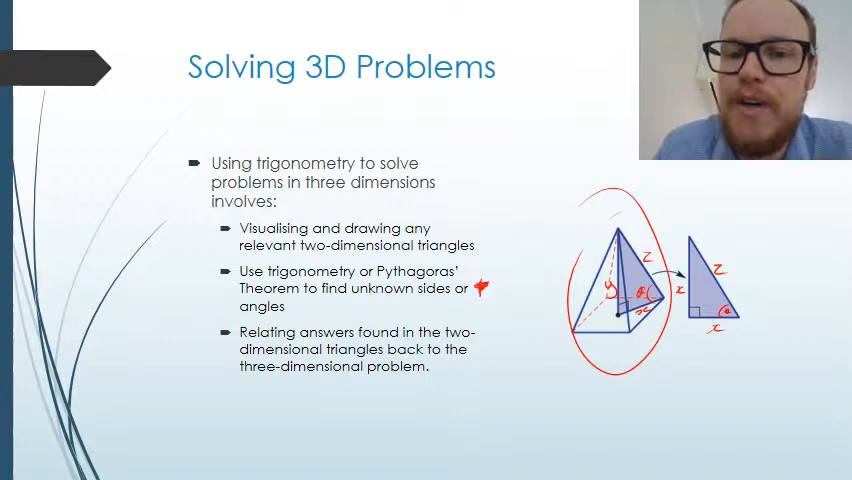 Solving 3D Problems
Using trigonometry to solve
problems in three dimensions
involves:
Visualising and drawing any
relevant two-dimensional triangles
Use trigonometry or Pythagoras'
Theorem to find unknown sides or
angles
Relating answers found in the two-
dimensional triangles back to the
three-dimensional problem.
z
y
θ
x
z
x
x